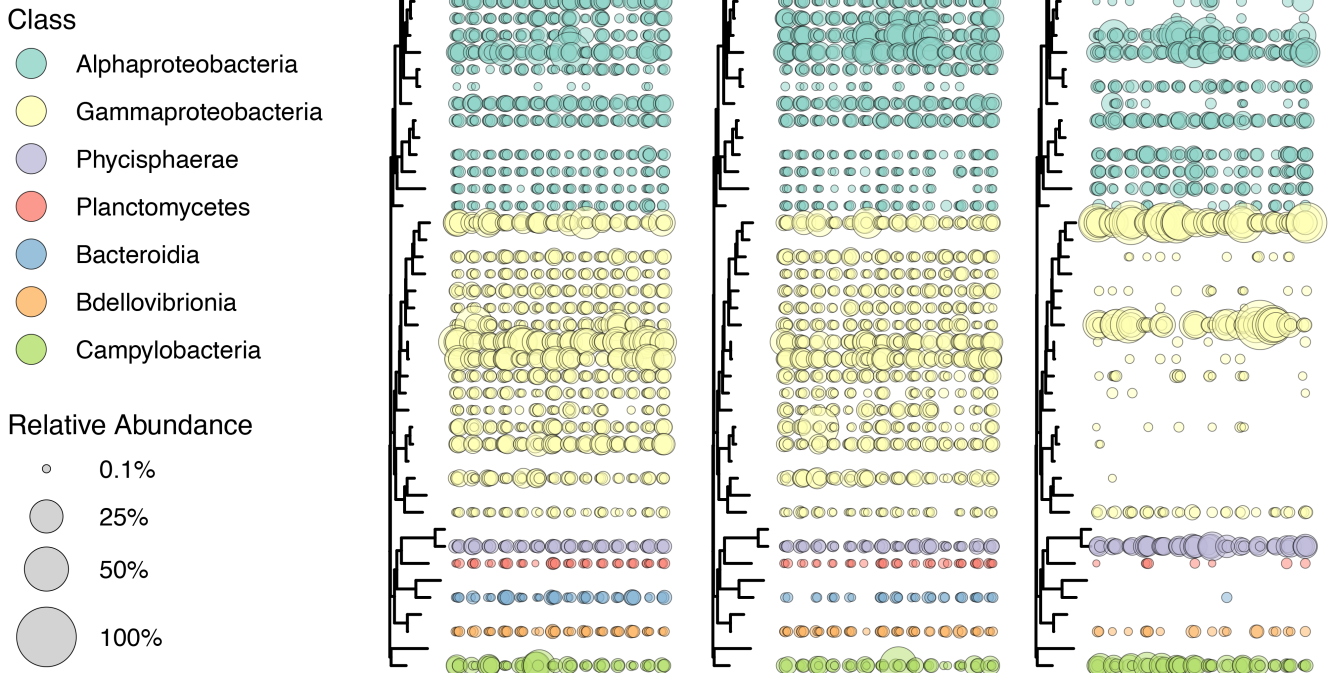 Class
Alphaproteobacteria
Gammaproteobacteria
Phycisphaerae
Planctomycetes
Bacteroidia
Bdellovibrionia
Campylobacteria
Relative Abundance
0.1%
25%
50%
100%